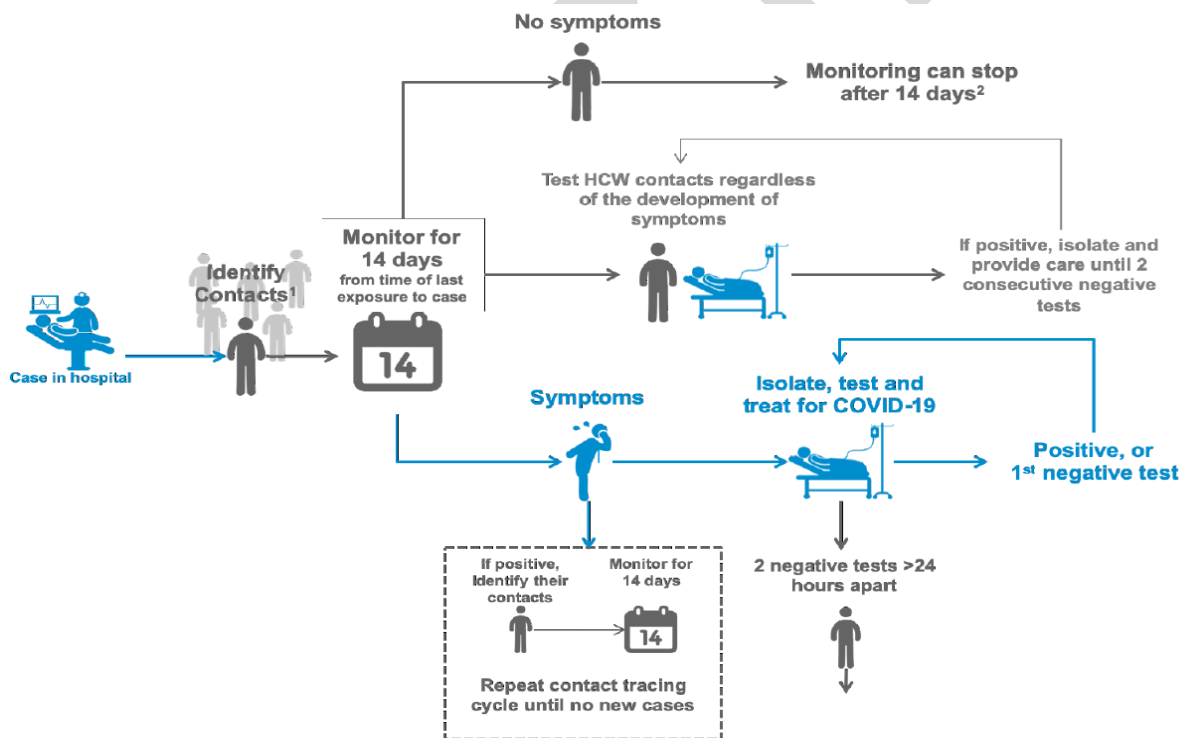 No symptoms
Monitoring can stop
after 14 days²
Test HCW contacts regardless
of the development of
symptoms
Monitor for
14 days
from time of last
exposure to case
If positive, isolate and
provide care until 2
consecutive negative
tests
Identify
Contacts¹
14
Case in hospital
Symptoms
Isolate, test and
treat for COVID-19
Positive, or
1st negative test
If positive,
Identify their
contacts
Monitor for
14 days
14
Repeat contact tracing
cycle until no new cases
2 negative tests >24
hours apart